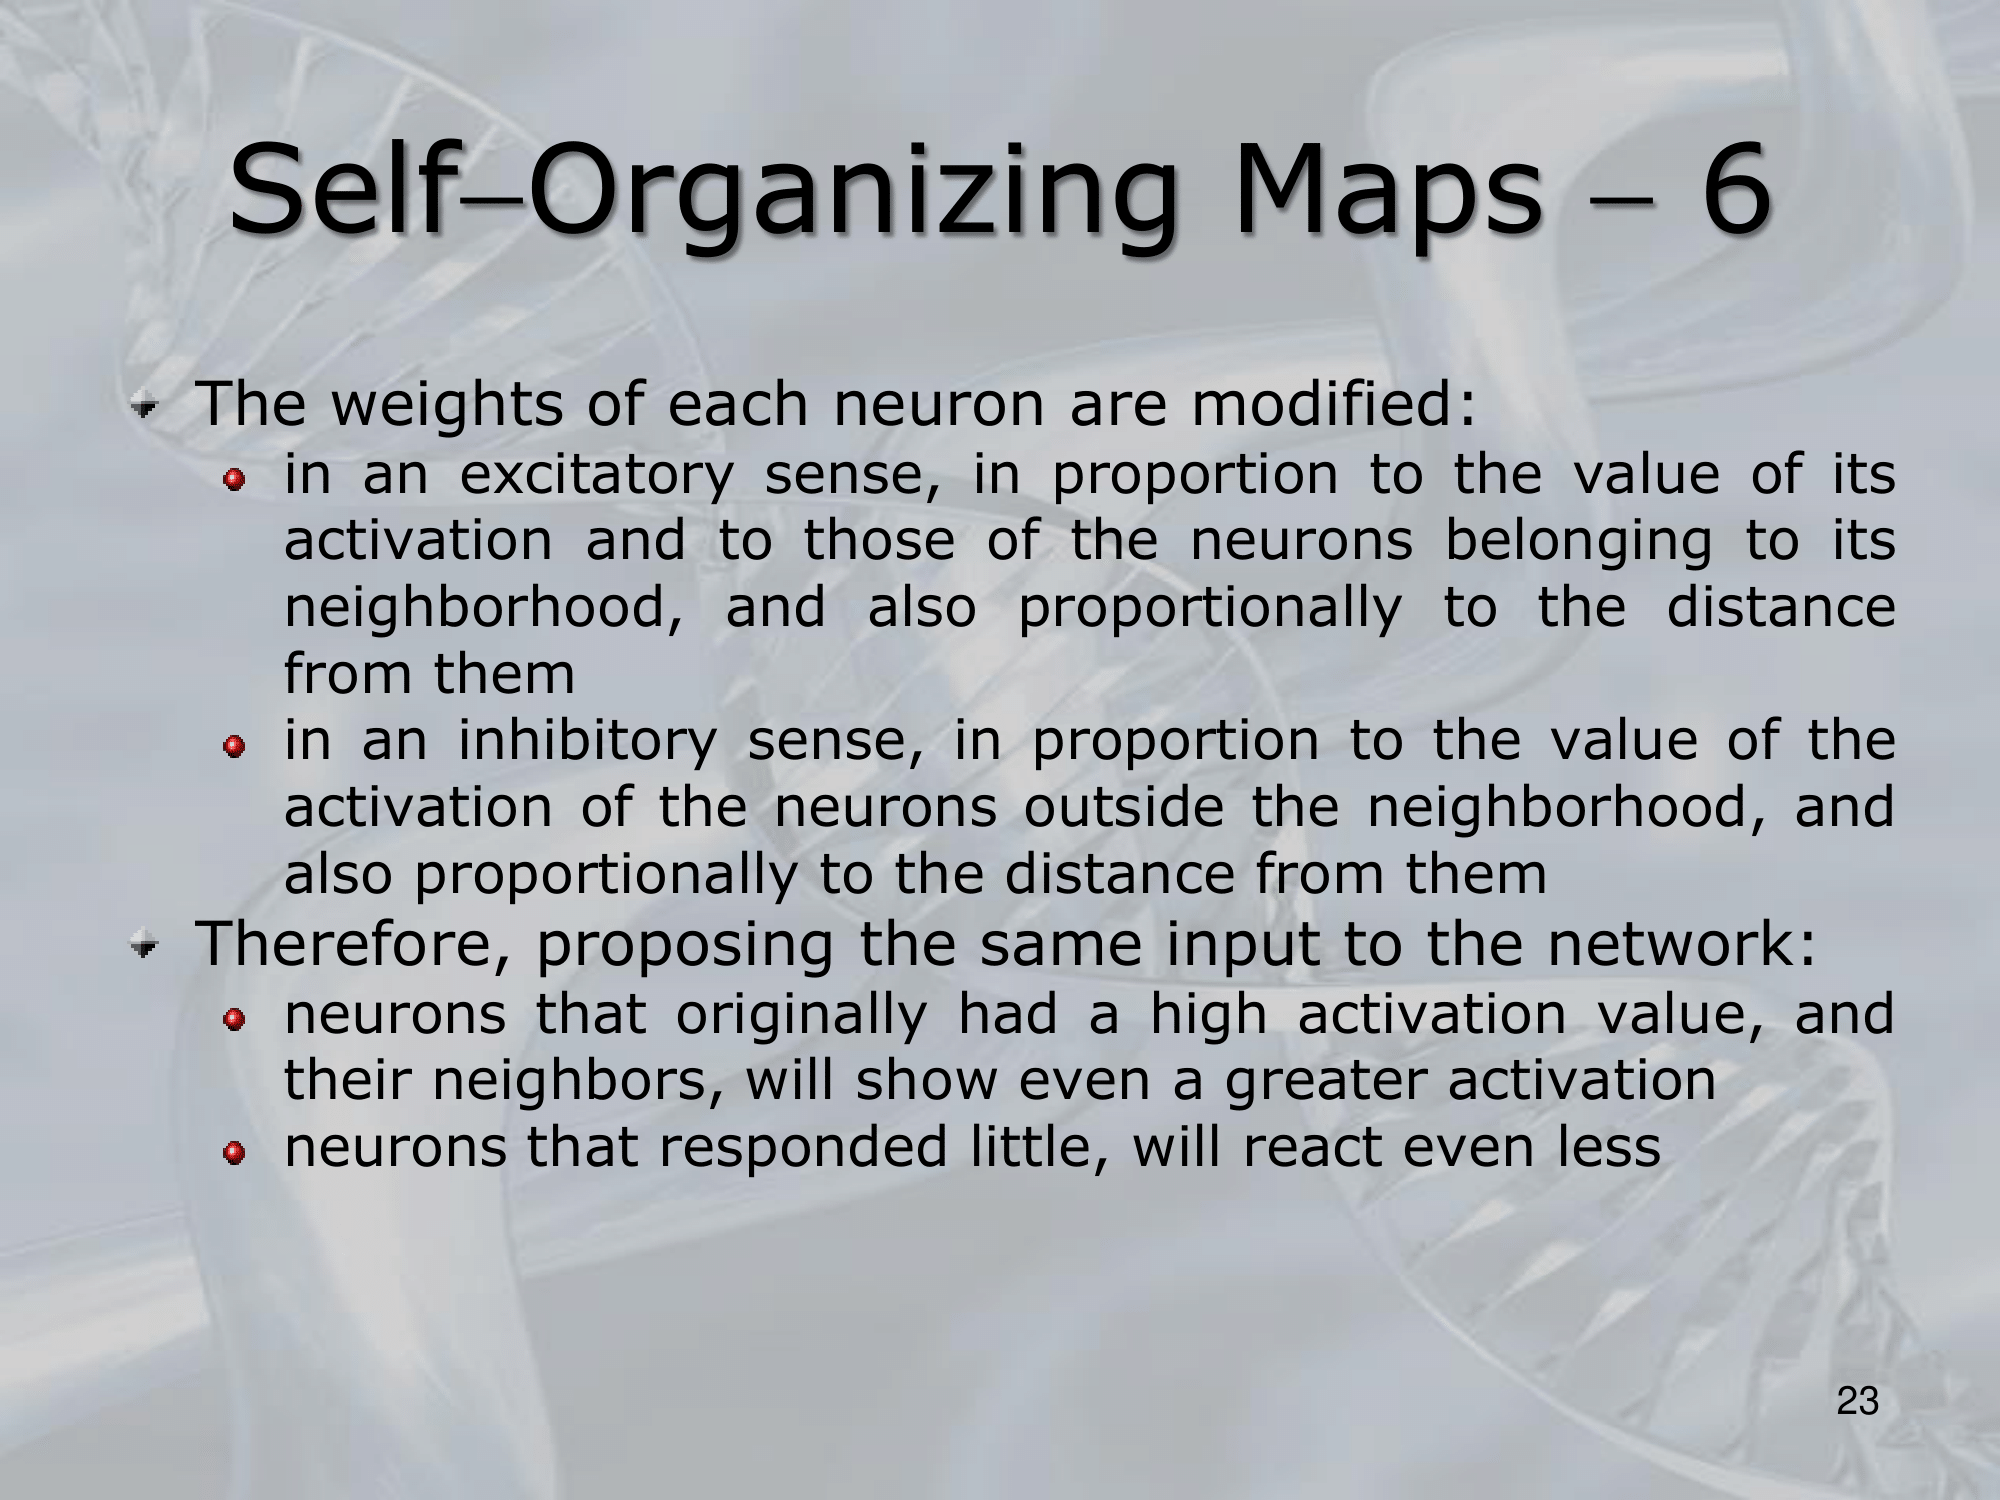 Self–Organizing Maps – 6
The weights of each neuron are modified:
in an excitatory sense, in proportion to the value of its
activation and to those of the neurons belonging to its
neighborhood, and also proportionally to the distance
from them
in an inhibitory sense, in proportion to the value of the
activation of the neurons outside the neighborhood, and
also proportionally to the distance from them
Therefore, proposing the same input to the network:
neurons that originally had a high activation value, and
their neighbors, will show even a greater activation
neurons that responded little, will react even less
23